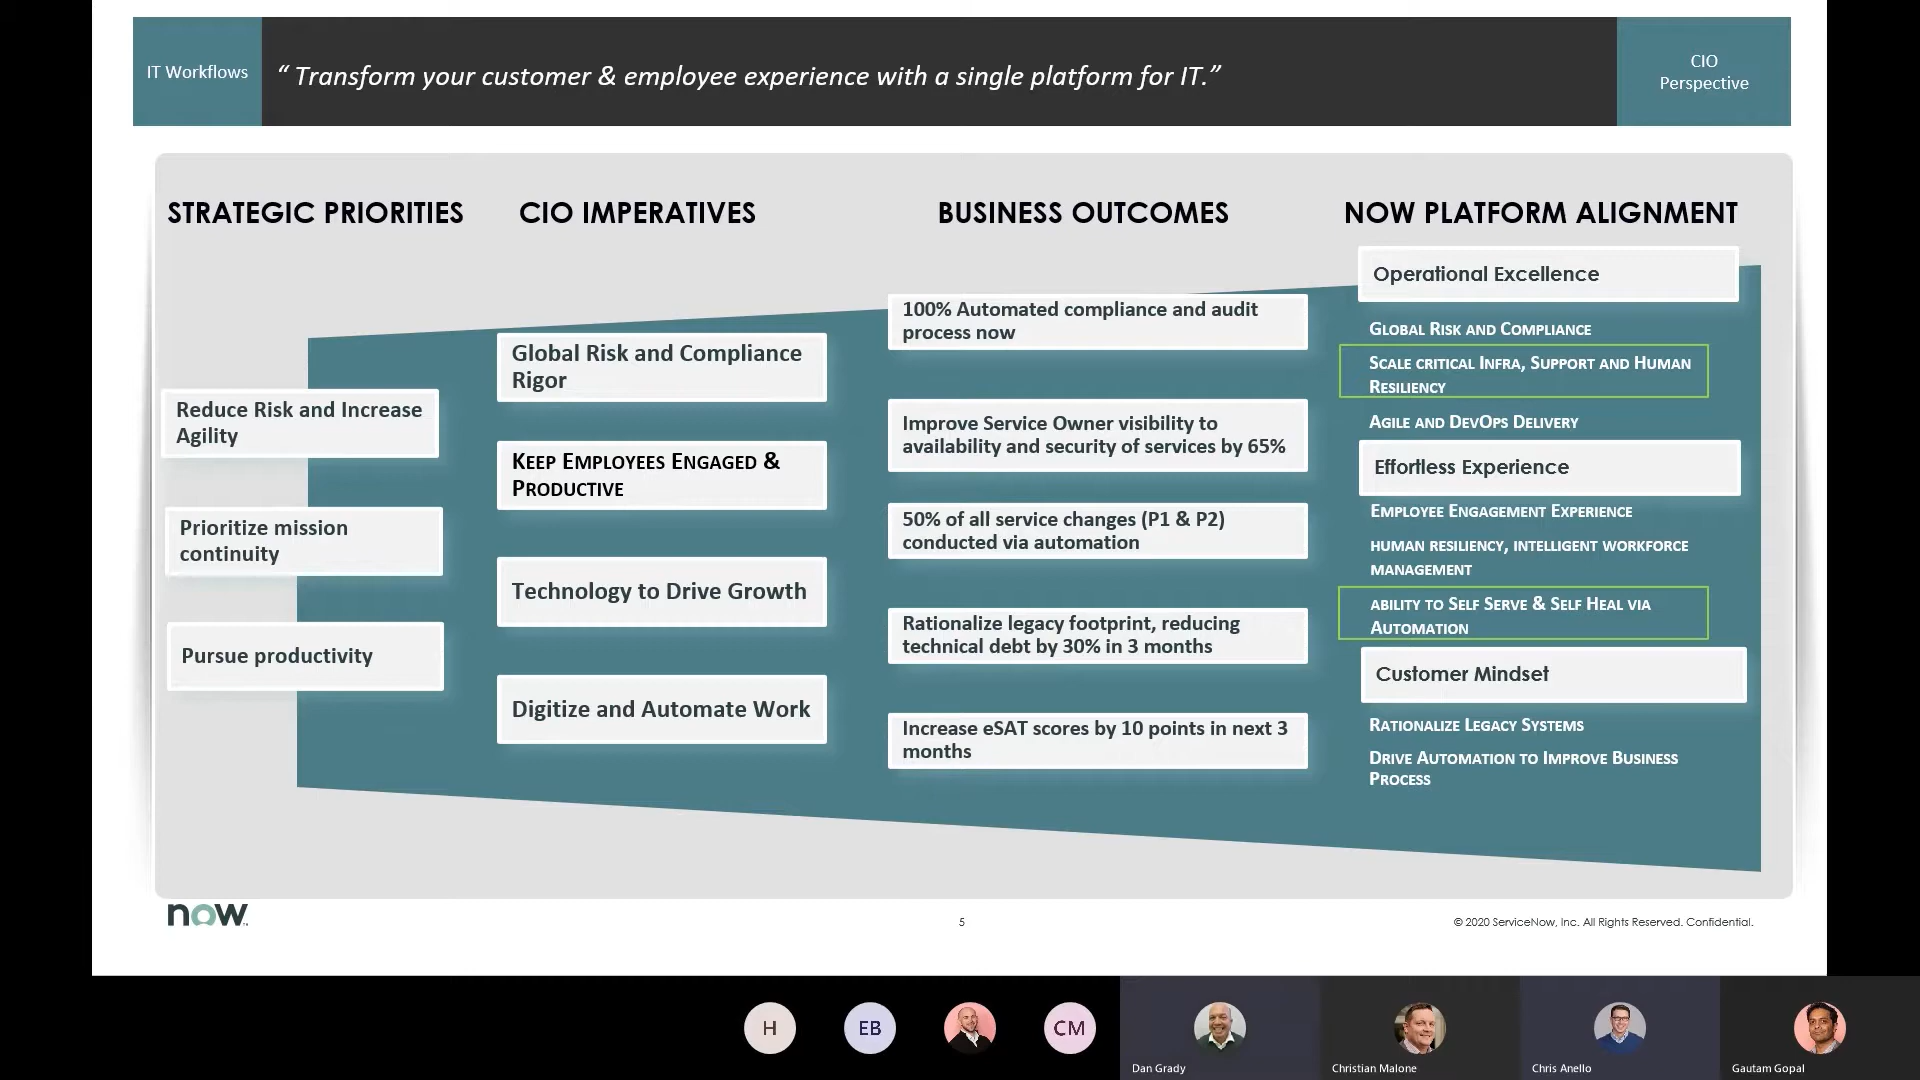 IT Workflows
“ Transform your customer & employee experience with a single platform for IT.”
CIO
Perspective
STRATEGIC PRIORITIES
CIO IMPERATIVES
BUSINESS OUTCOMES
NOW PLATFORM ALIGNMENT
Reduce Risk and Increase
Agility
Prioritize mission
continuity
Pursue productivity
Global Risk and Compliance
Rigor
KEEP EMPLOYEES ENGAGED &
PRODUCTIVE
Technology to Drive Growth
Digitize and Automate Work
100% Automated compliance and audit
process now
Improve Service Owner visibility to
availability and security of services by 65%
50% of all service changes (P1 & P2)
conducted via automation
Rationalize legacy footprint, reducing
technical debt by 30% in 3 months
Increase eSAT scores by 10 points in next 3
months
Operational Excellence
GLOBAL RISK AND COMPLIANCE
SCALE CRITICAL INFRA, SUPPORT AND HUMAN
RESILIENCY
AGILE AND DEVOPS DELIVERY
Effortless Experience
EMPLOYEE ENGAGEMENT EXPERIENCE
HUMAN RESILIENCY, INTELLIGENT WORKFORCE
MANAGEMENT
ABILITY TO SELF SERVE & SELF HEAL VIA
AUTOMATION
Customer Mindset
RATIONALIZE LEGACY SYSTEMS
DRIVE AUTOMATION TO IMPROVE BUSINESS
PROCESS
now
5
© 2020 ServiceNow, Inc. All Rights Reserved. Confidential.
H
EB
CM
Dan Grady
Christian Malone
Chris Anello
Gautam Gopal